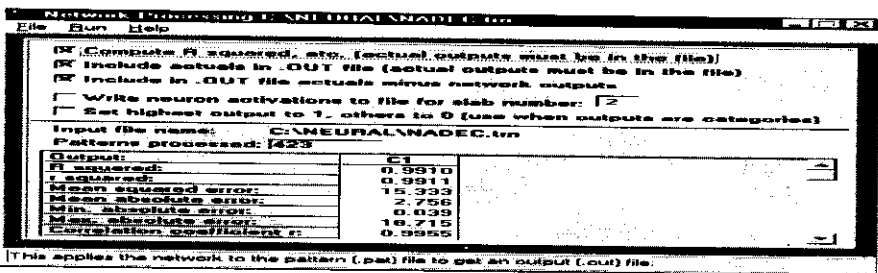 Network Processing C:\NEURAL\NADEC.trn
File Run Help
Compute R squared, etc. (actual outputs must be in the file)
Include actuals in .OUT file (actual outputs must be in the file)
Include in .OUT file actuals minus network outputs
Write neuron activations to file for slab number: 2
Set highest output to 1, others to 0 (use when outputs are categories)
Input file name: C:\NEURAL\NADEC.trn
Patterns processed: 423
Output: C1
R squared: 0.9910
r squared: 0.9911
Mean squared error: 15.333
Mean absolute error: 2.756
Min. absolute error: 0.039
Max. absolute error: 18.715
Correlation coefficient r: 0.9955
This applies the network to the pattern (.pat) file to get an output (.out) file.